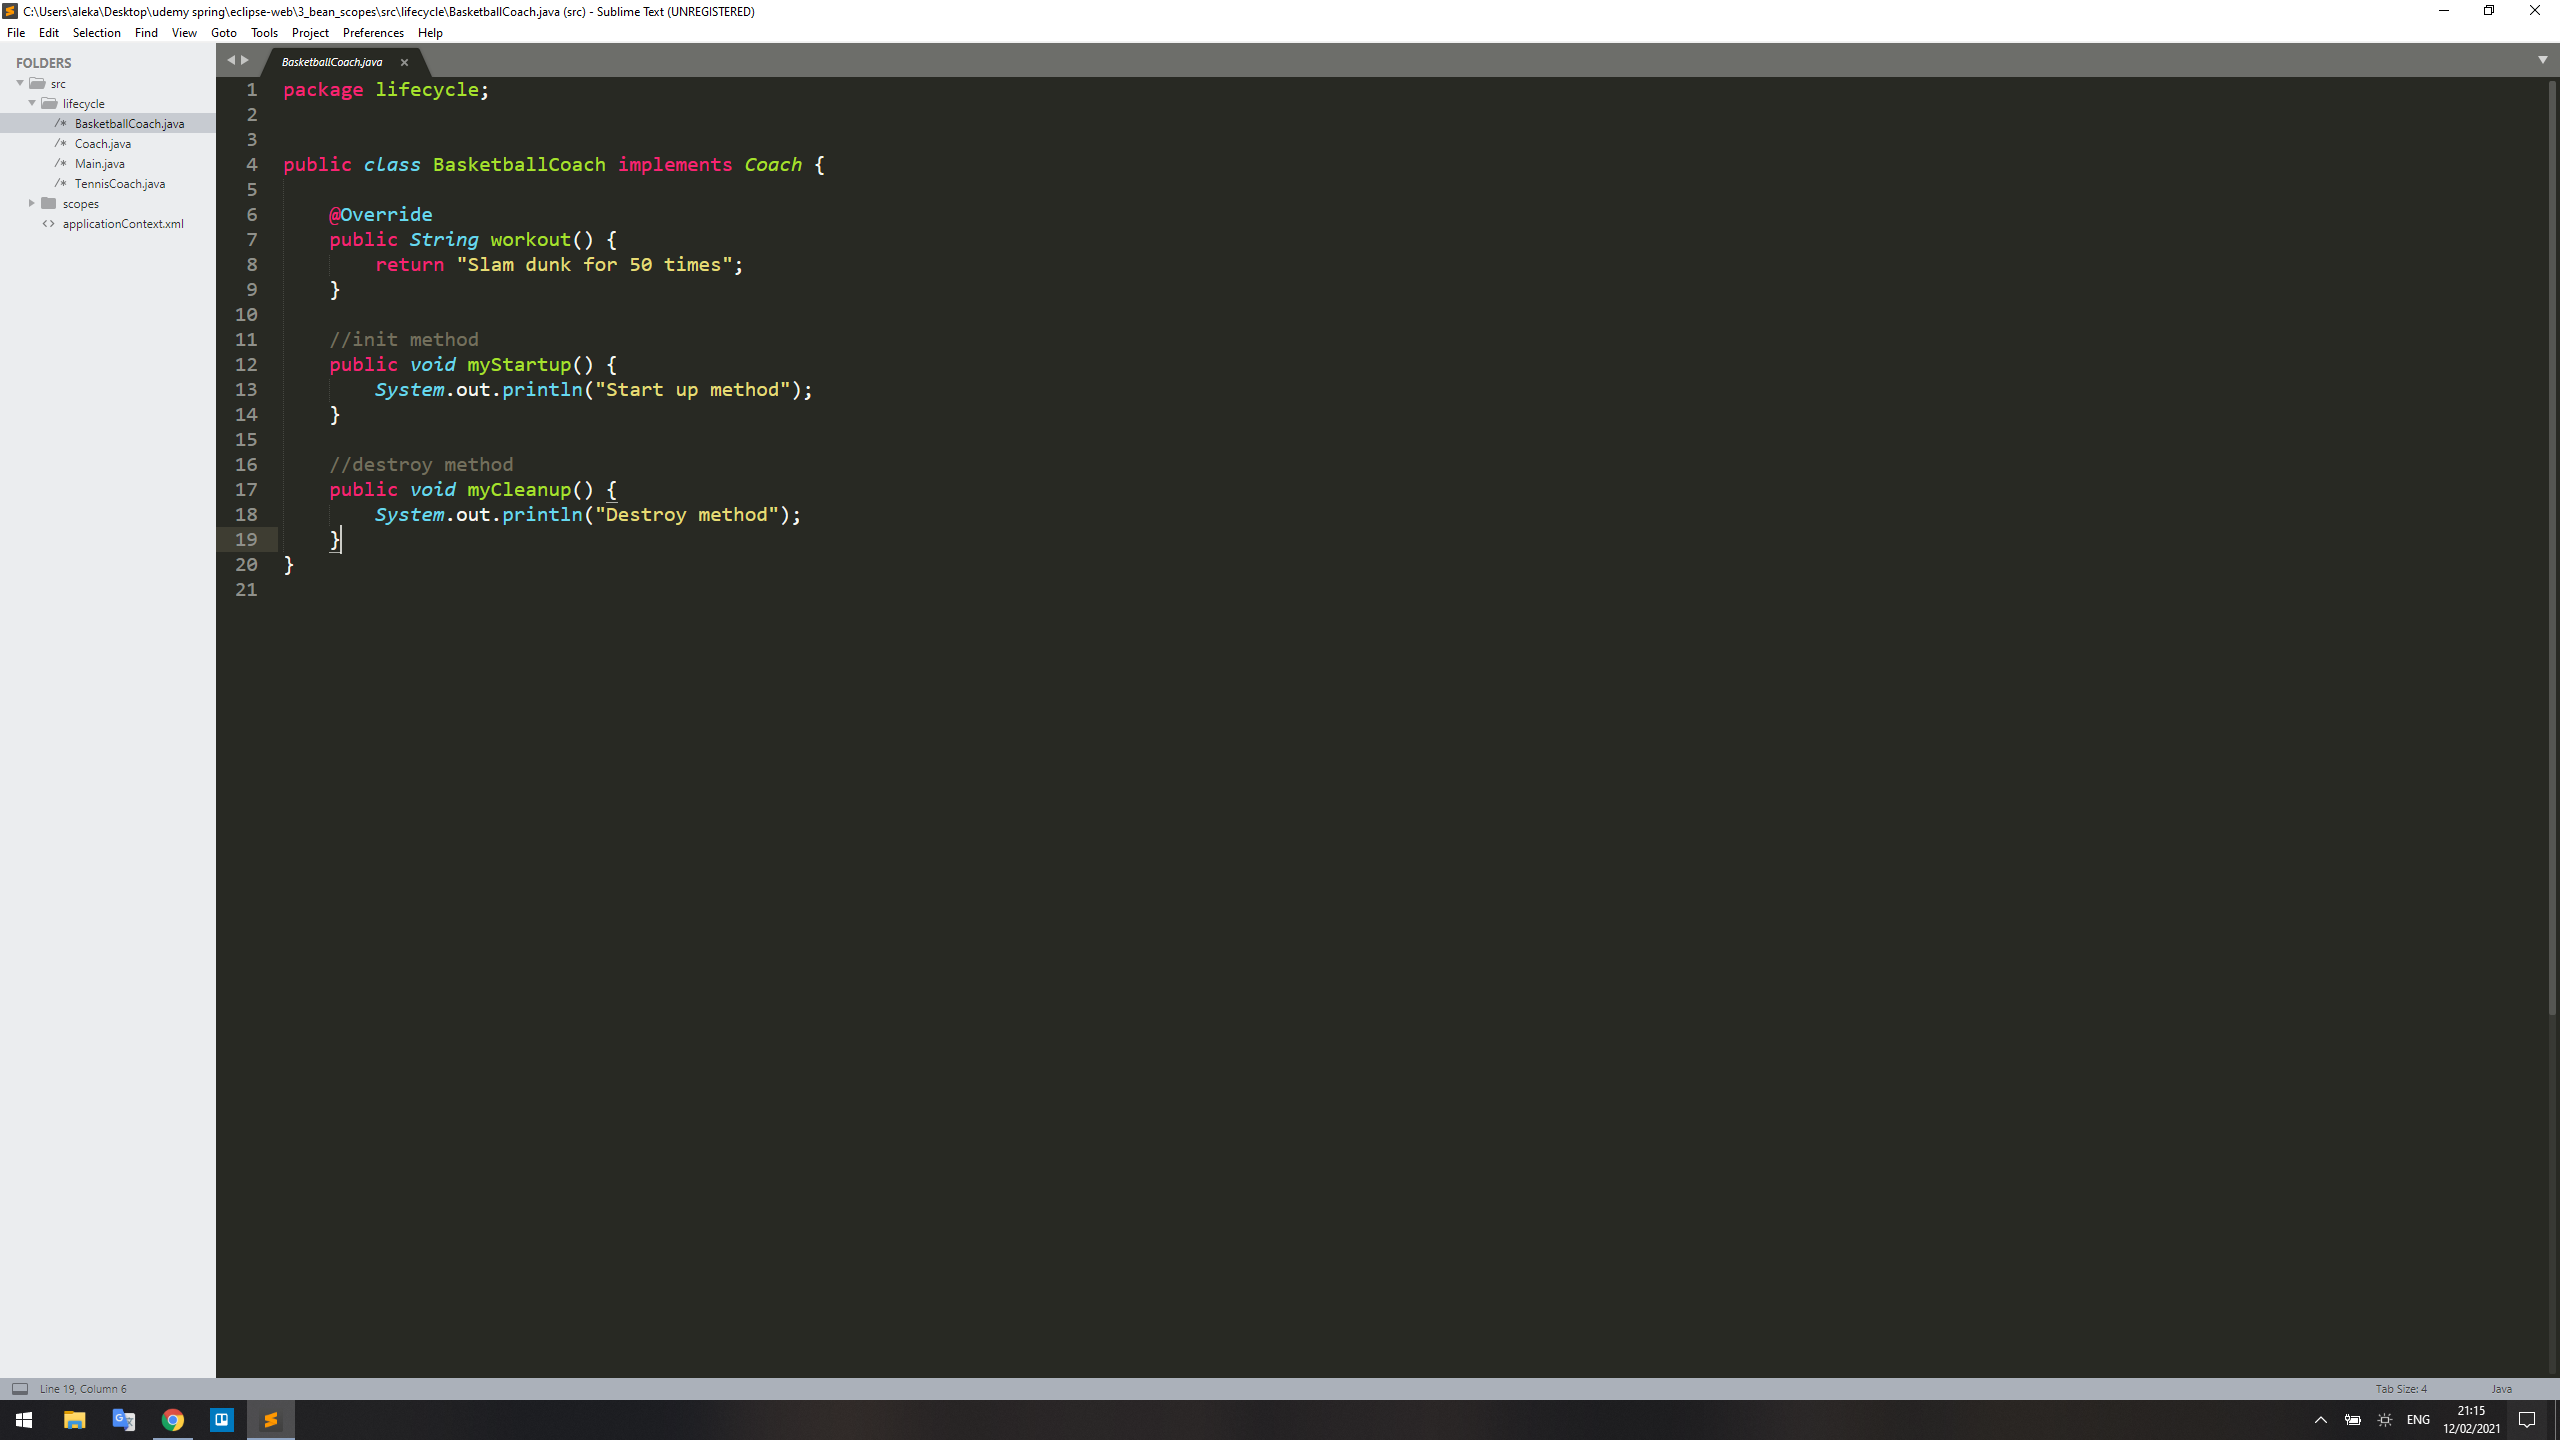 C:\Users\aleka\Desktop\udemy spring\eclipse-web\3_bean_scopes\src\lifecycle\BasketballCoach.java (src) - Sublime Text (UNREGISTERED)
File Edit Selection Find View Goto Tools Project Preferences Help
FOLDERS
src
lifecycle
/* BasketballCoach.java
/* Coach.java
/* Main.java
/* TennisCoach.java
scopes
<> applicationContext.xml
BasketballCoach.java ×
1 package lifecycle;
2
3
4 public class BasketballCoach implements Coach {
5
6     @Override
7     public String workout() {
8         return "Slam dunk for 50 times";
9     }
10
11     //init method
12     public void myStartup() {
13         System.out.println("Start up method");
14     }
15
16     //destroy method
17     public void myCleanup() {
18         System.out.println("Destroy method");
19     }
20 }
21
Line 19, Column 6
Tab Size: 4 Java
ENG
21:15
12/02/2021